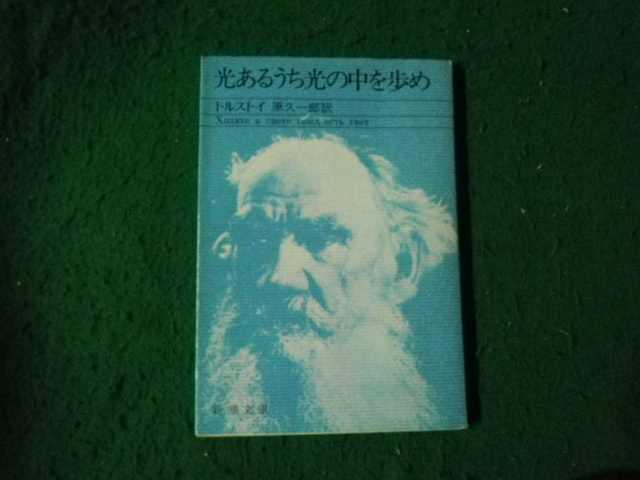 光あるうち光の中を歩め
トルストイ 原久一郎訳
Ходите в свете пока есть свет
新潮文庫